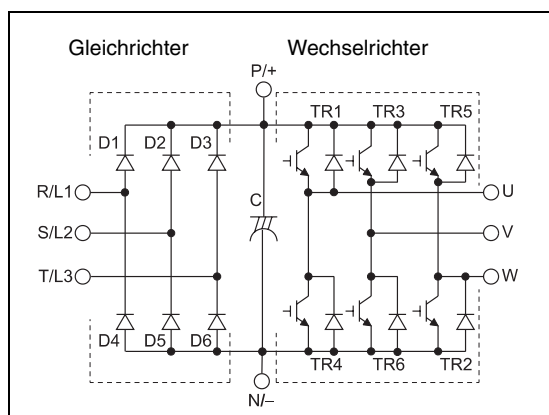 Gleichrichter Wechselrichter
P/+
TR1 TR3 TR5
D1 D2 D3
R/L1 U
C
S/L2 V
T/L3 W
D4 D5 D6
TR4 TR6 TR2
N/–